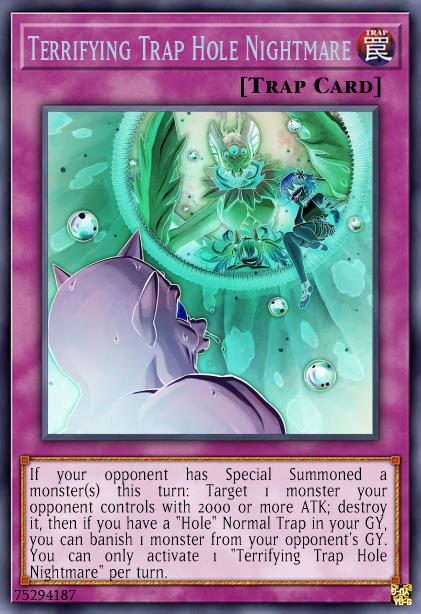 TERRIFYING TRAP HOLE NIGHTMARE
TRAP
罠
[TRAP CARD]
If your opponent has Special Summoned a
monster(s) this turn: Target 1 monster your
opponent controls with 2000 or more ATK; destroy
it, then if you have a "Hole" Normal Trap in your GY,
you can banish 1 monster from your opponent's GY.
You can only activate 1 "Terrifying Trap Hole
Nightmare" per turn.
75294187